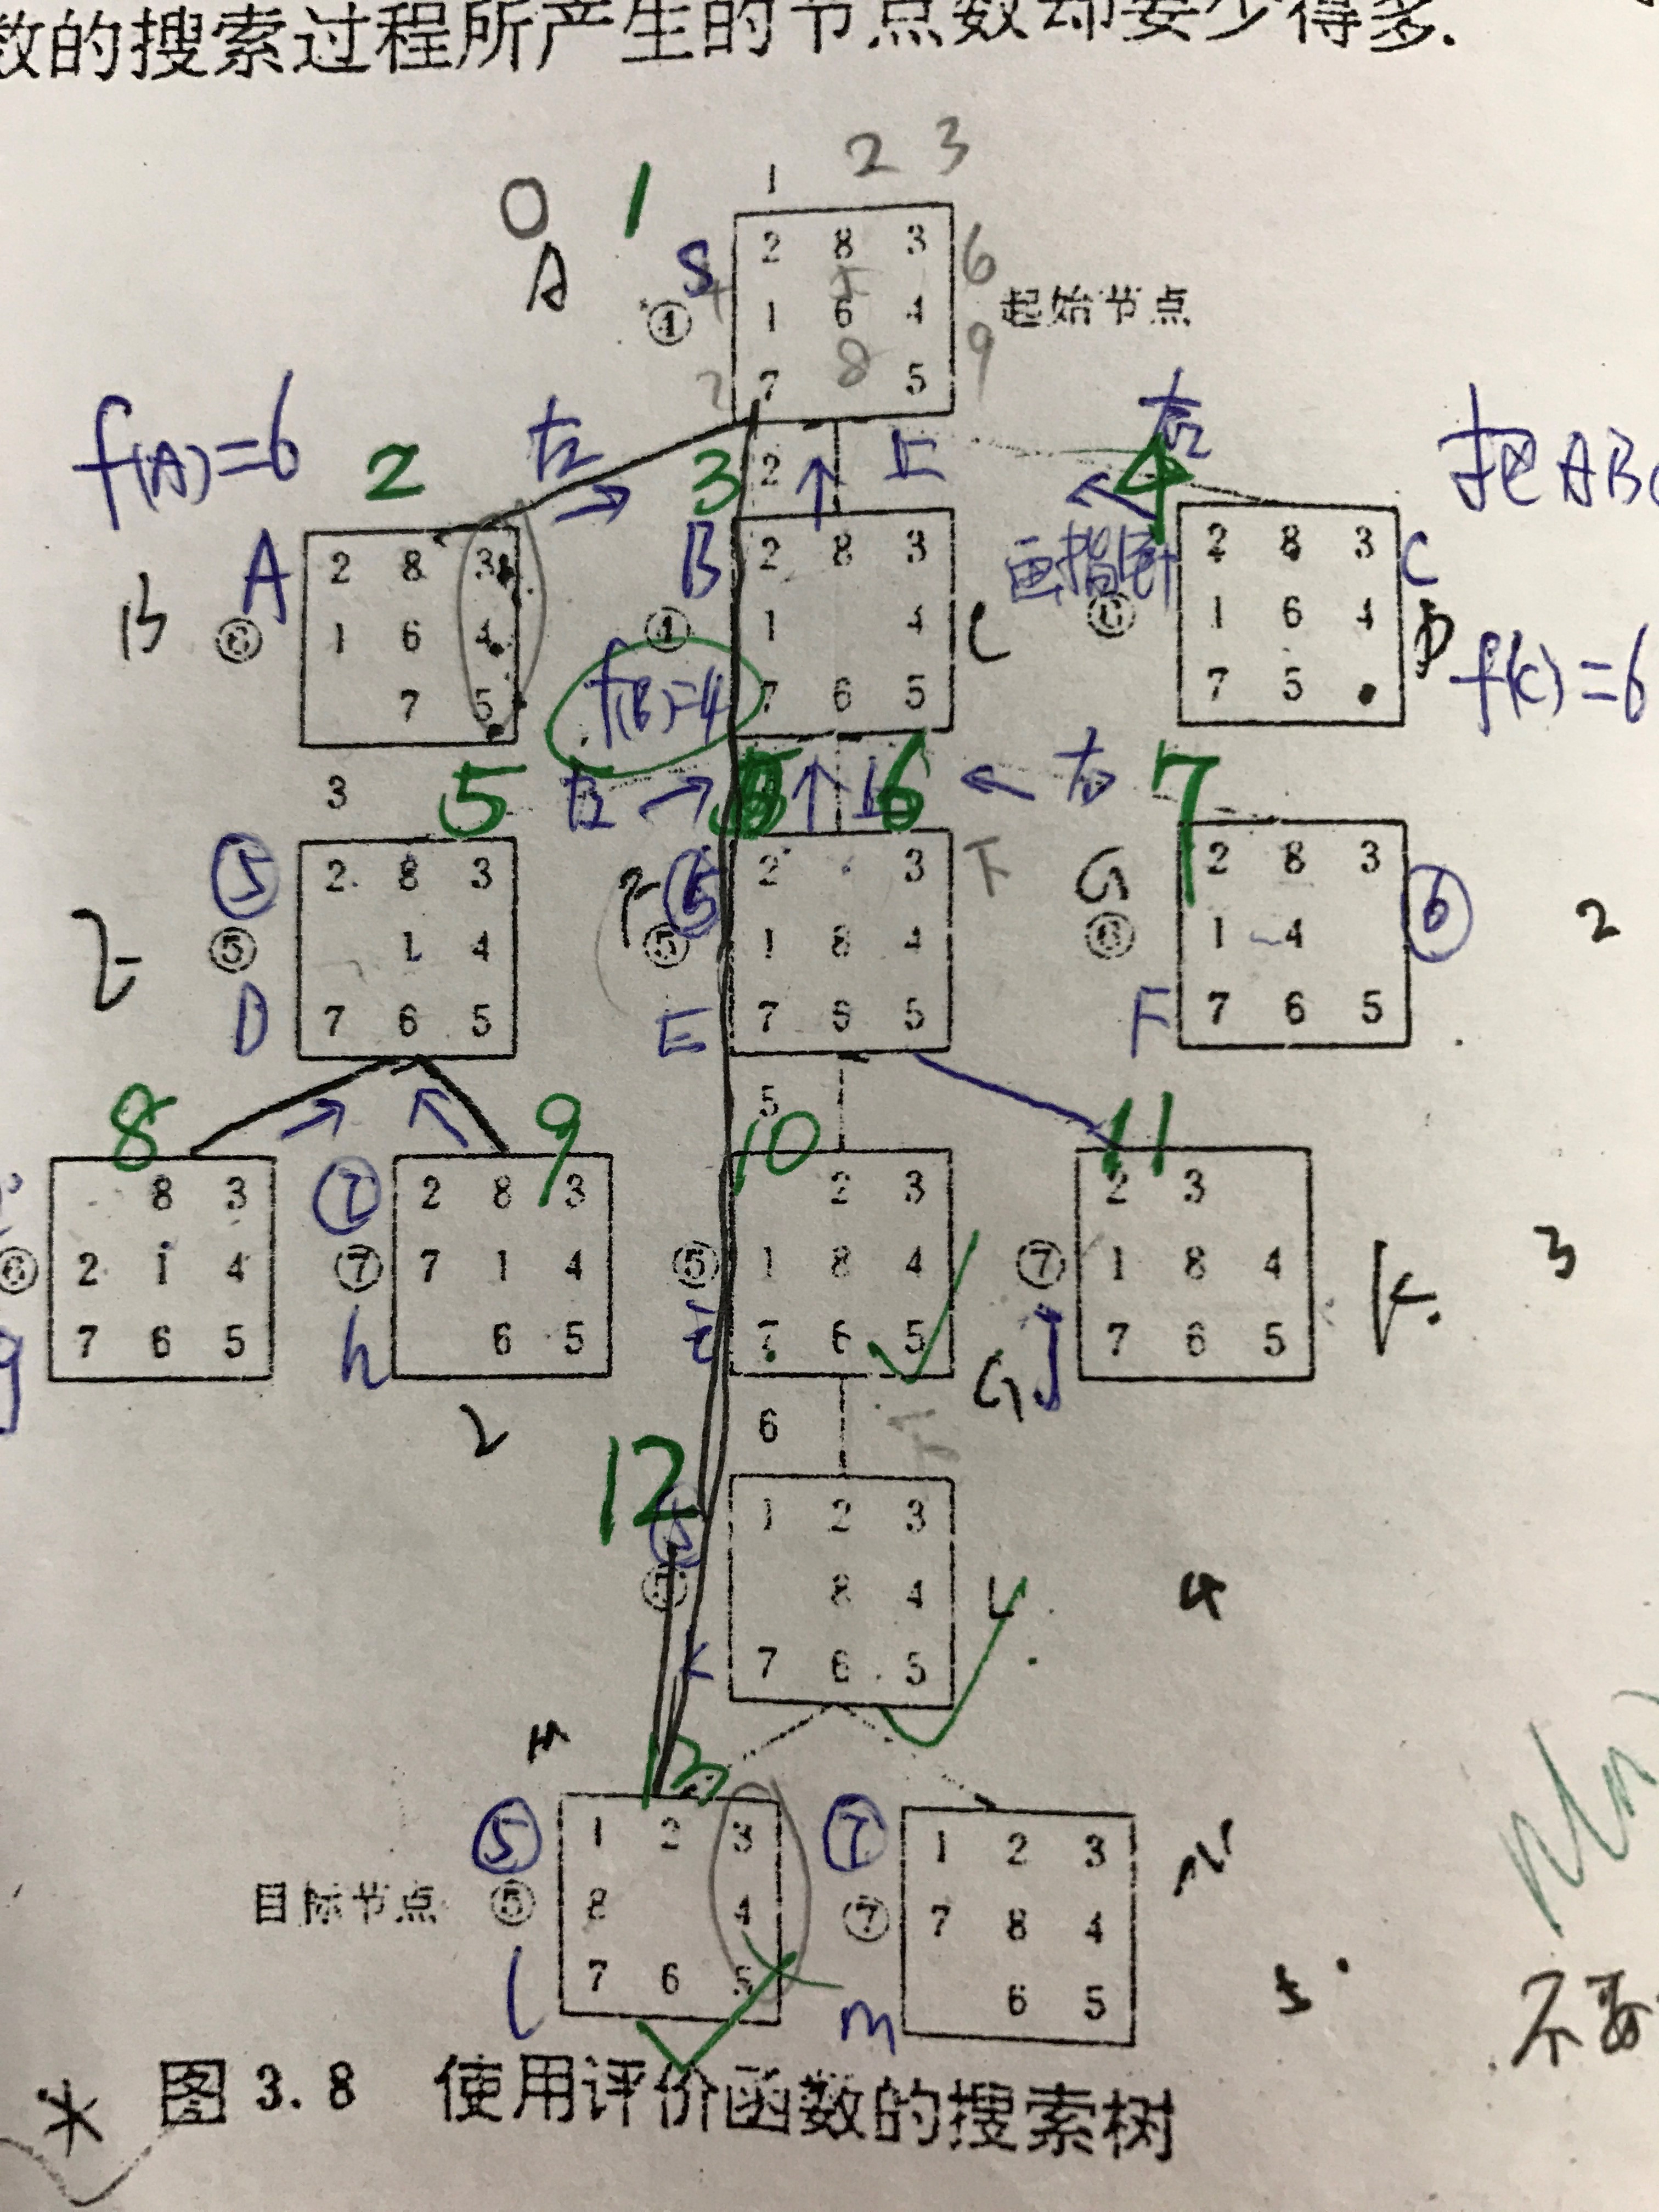 数的搜索过程所产生的节点数却要少得多.
2 3
0 1 1
A S 2 8 3 6
④ 1 6 4 起始节点
7 8 5 9
f(A)=6 2 左 3 2 上 右 4
A 2 8 3 B 2 8 3 画指针 2 8 3 C
B ⑥ 1 6 4 ④ 1 4 C ⑥ 1 6 4 D
7 5 f(B)=4 7 6 5 7 5 f(C)=6
3 5 左 上 6 右 7
⑤ 2 8 3 2 3 下 G 2 8 3 ⑥
⑤ 1 4 ⑤ 1 8 4 ⑥ 1 4 2
D 7 6 5 E 7 6 5 F 7 6 5
8 9 5 10 11
8 3 ⑦ 2 8 3 2 3 2 3
⑥ 2 1 4 ⑦ 7 1 4 ⑤ 1 8 4 ⑦ 1 8 4 K. 3
g 7 6 5 h 6 5 i 7 6 5 G J 7 6 5
2 6 下
12 1 2 3
⑤ 8 4 L 4
K 7 6 5
13
⑤ 1 2 3 ⑦ 1 2 3 N
目标节点 ⑤ 8 4 ⑦ 7 8 4
l 7 6 5 m 6 5 5
不要
图 3.8 使用评价函数的搜索树